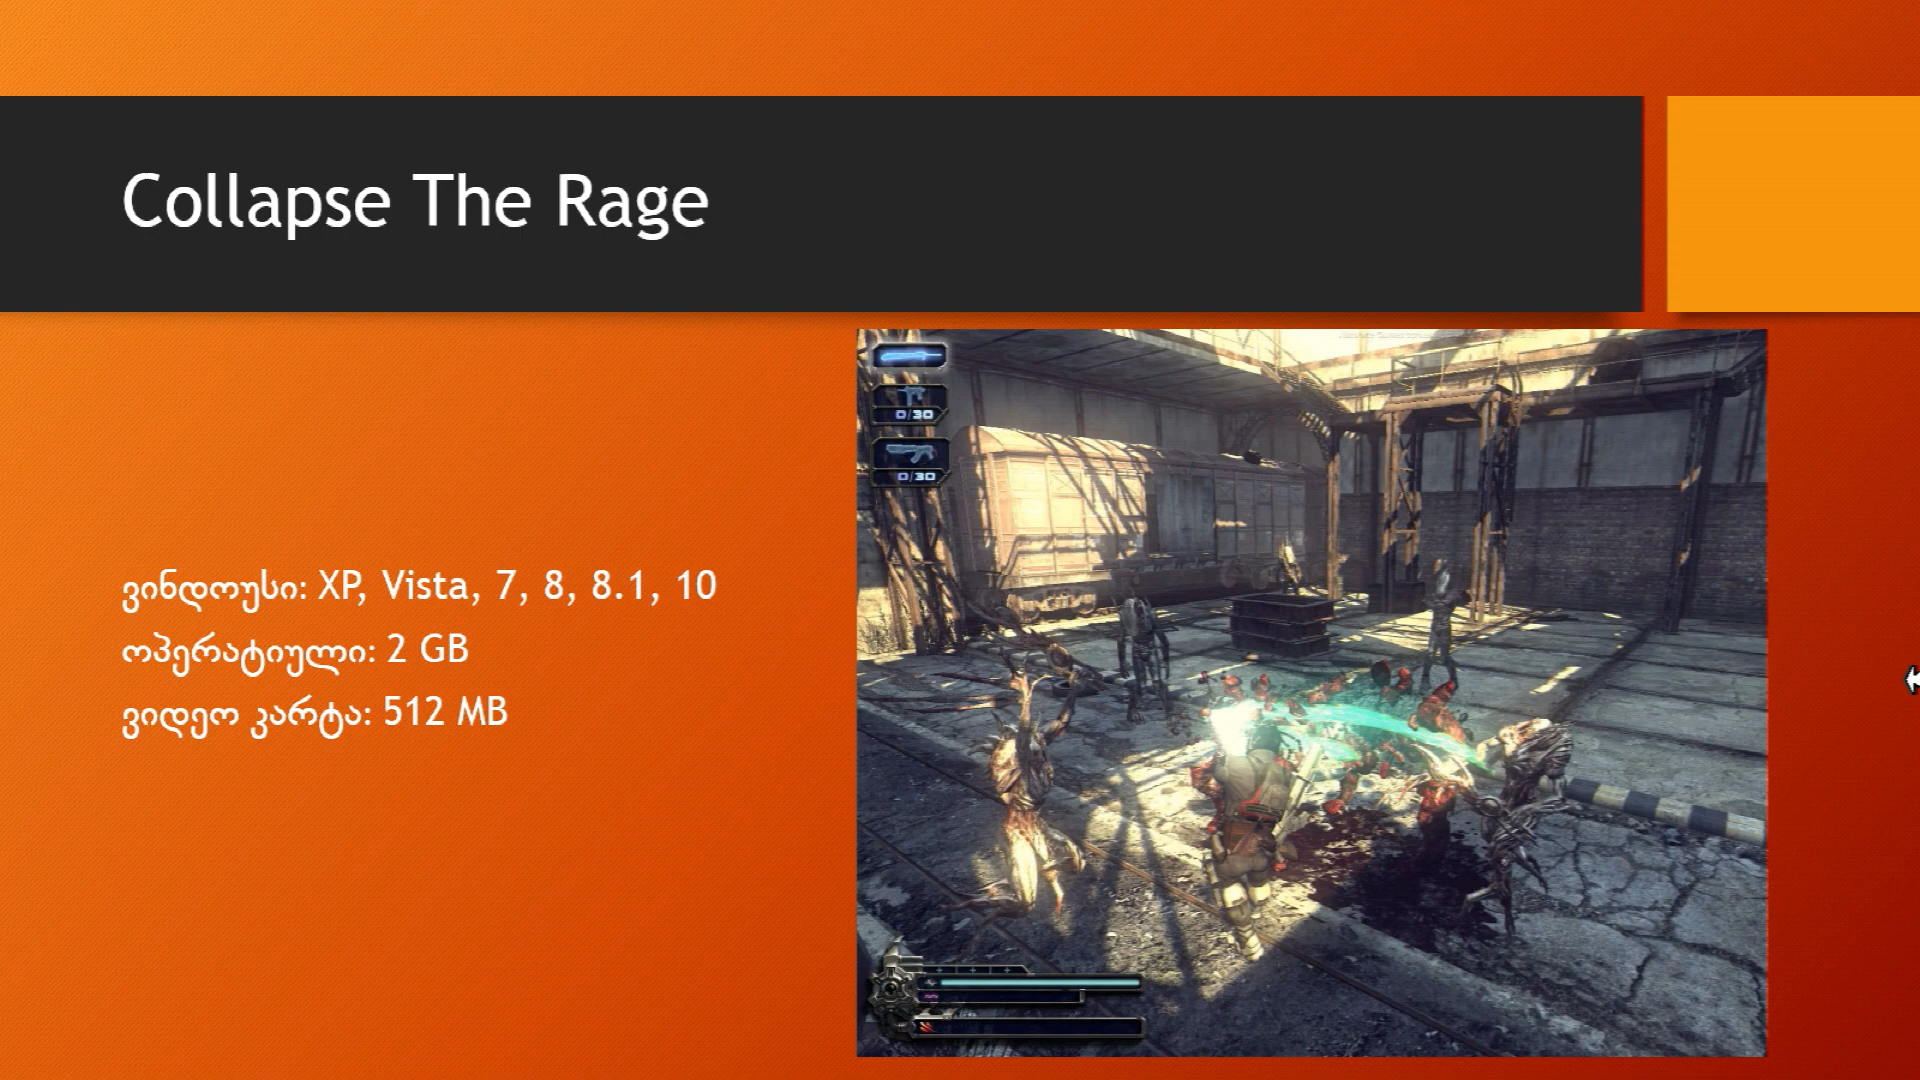 Collapse The Rage
0/30
0/30
ვინდოუსი: XP, Vista, 7, 8, 8.1, 10
ოპერატიული: 2 GB
ვიდეო კარტა: 512 MB